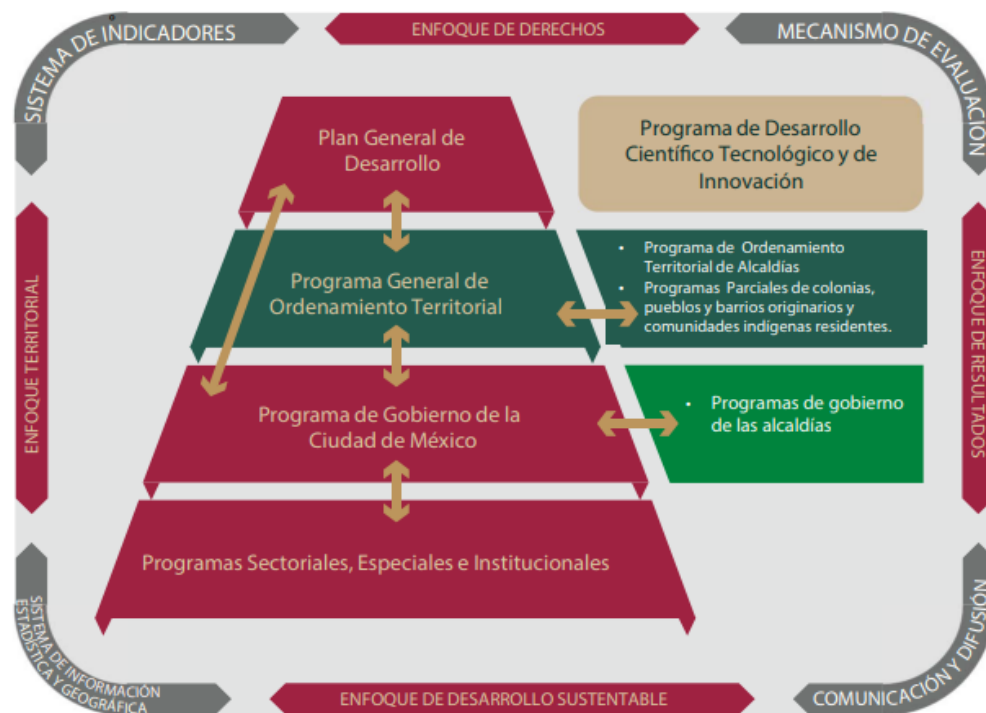 SISTEMA DE INDICADORES
ENFOQUE DE DERECHOS
MECANISMO DE EVALUACIÓN
Plan General de
Desarrollo
Programa de Desarrollo
Científico Tecnológico y de
Innovación
ENFOQUE TERRITORIAL
Programa General de
Ordenamiento Territorial
• Programa de Ordenamiento
Territorial de Alcaldías
• Programas Parciales de colonias,
pueblos y barrios originarios y
comunidades indígenas residentes.
ENFOQUE DE RESULTADOS
Programa de Gobierno de la
Ciudad de México
• Programas de gobierno
de las alcaldías
Programas Sectoriales, Especiales e Institucionales
SISTEMA DE INFORMACIÓN
ESTADÍSTICA Y GEOGRÁFICA
ENFOQUE DE DESARROLLO SUSTENTABLE
COMUNICACIÓN Y DIFUSIÓN